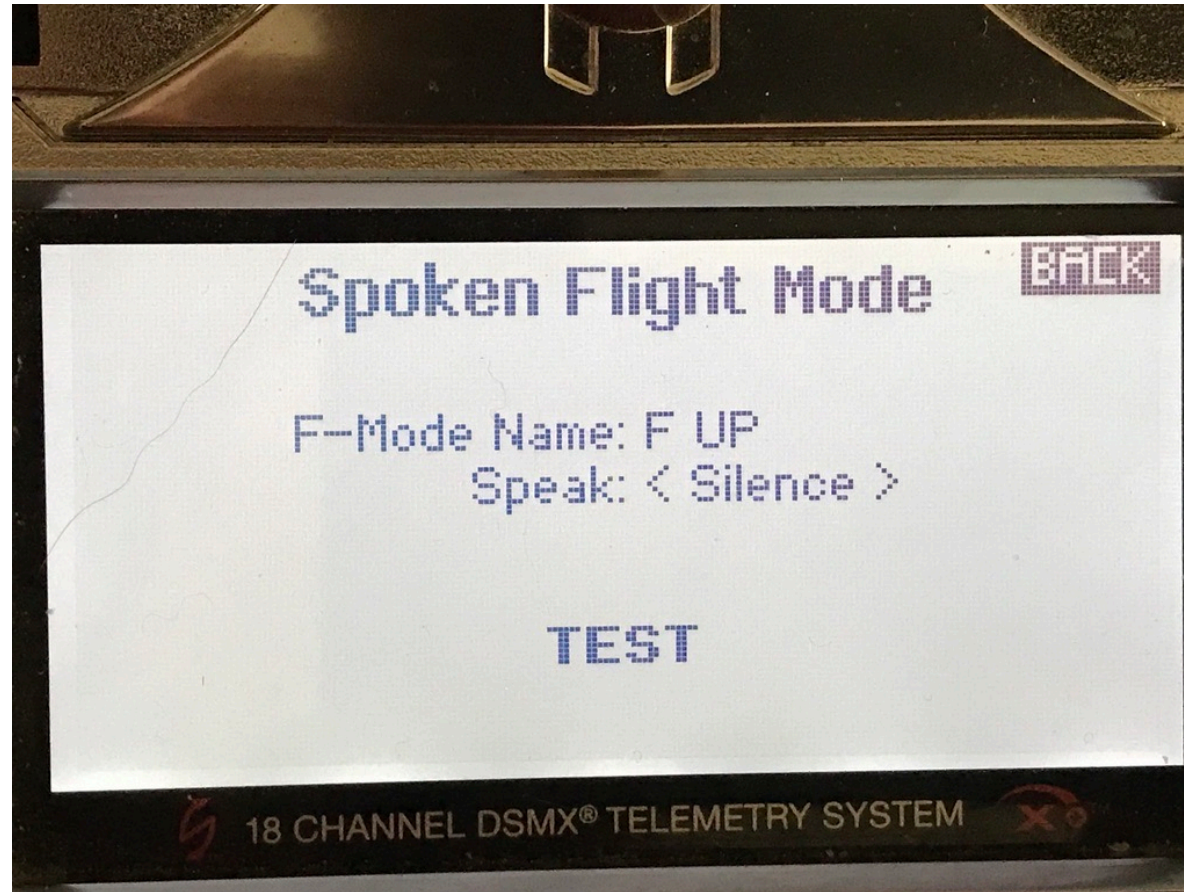 Spoken Flight Mode
BACK
F-Mode Name: F UP
Speak: < Silence >
TEST
18 CHANNEL DSMX® TELEMETRY SYSTEM